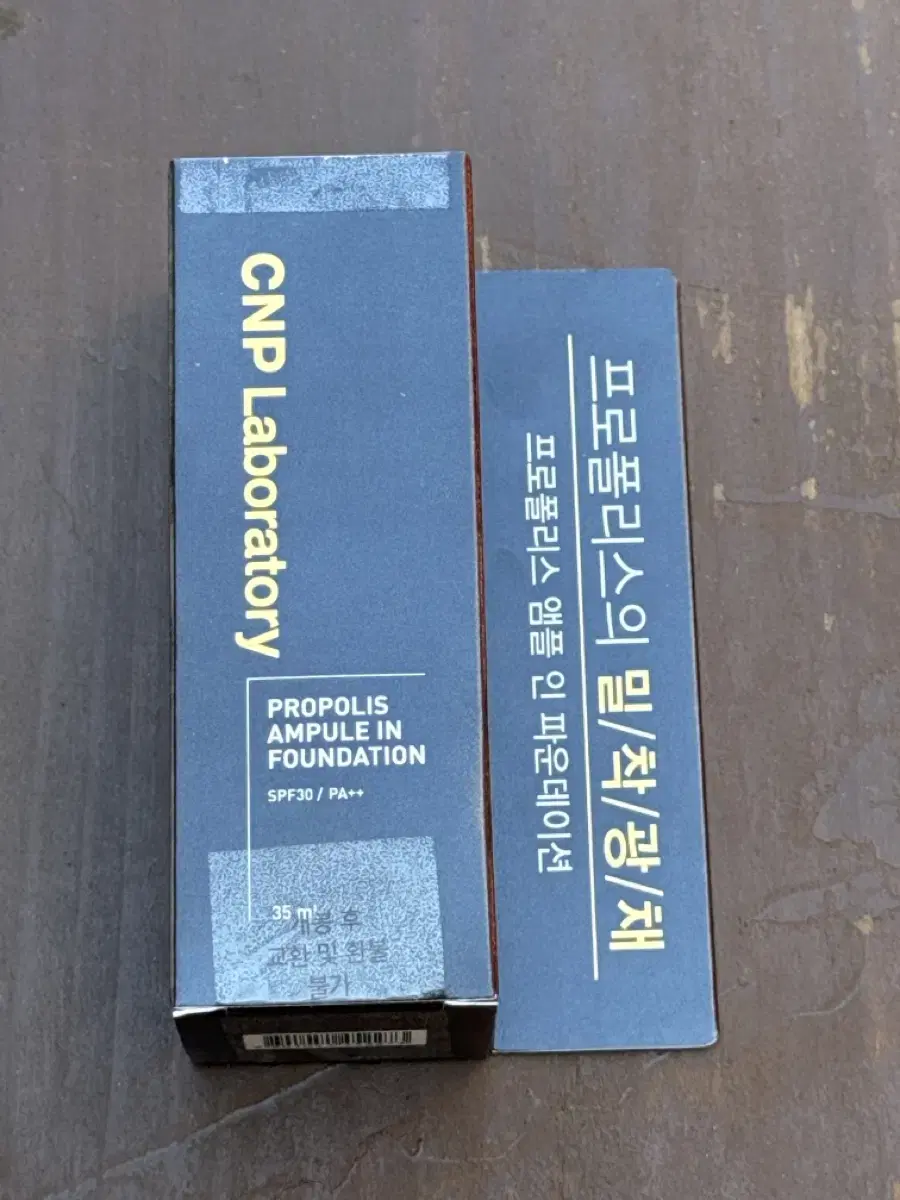 CNP Laboratory
PROPOLIS
AMPULE IN
FOUNDATION
SPF30 / PA++
35 ml
개봉 후
교환 및 환불
불가
프로폴리스의 밀/착/광/채
프로폴리스 앰플 인 파운데이션